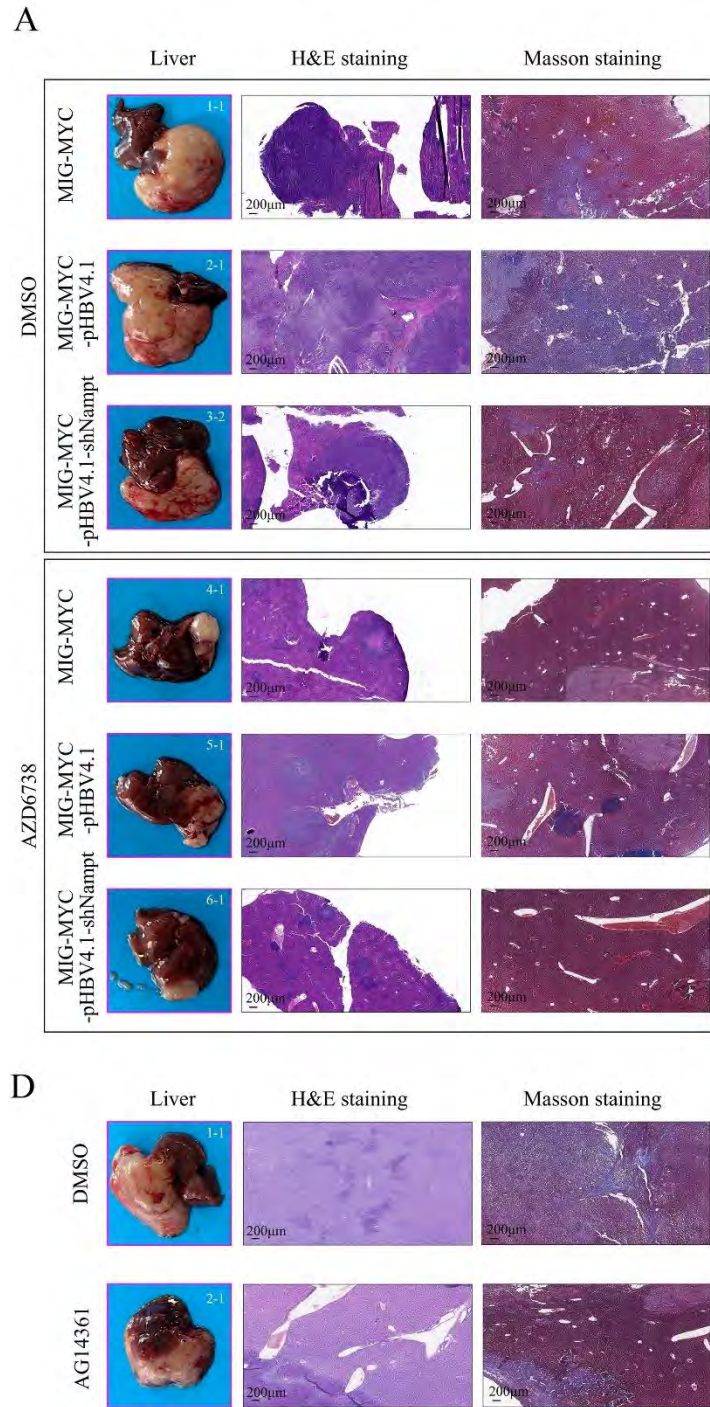 A
Liver H&E staining Masson staining
DMSO
MIG-MYC
1-1
200μm
200μm
MIG-MYC
-pHBV4.1
2-1
200μm
200μm
MIG-MYC
-pHBV4.1-shNampt
3-2
200μm
200μm
AZD6738
MIG-MYC
4-1
200μm
200μm
MIG-MYC
-pHBV4.1
5-1
200μm
200μm
MIG-MYC
-pHBV4.1-shNampt
6-1
200μm
200μm
D
Liver H&E staining Masson staining
DMSO
1-1
200μm
200μm
AG14361
2-1
200μm
200μm